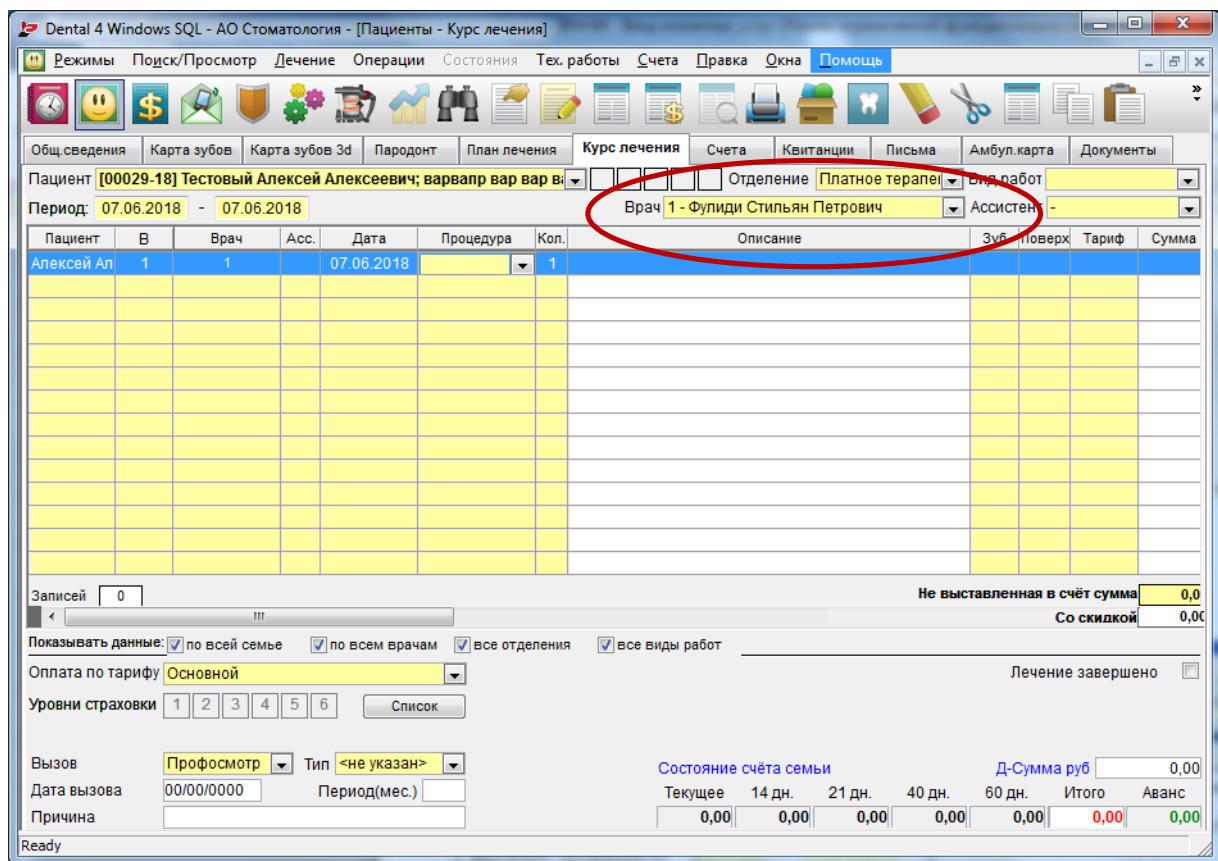 Dental 4 Windows SQL - АО Стоматология - [Пациенты - Курс лечения]
Режимы Поиск/Просмотр Лечение Операции Состояния Тех. работы Счета Правка Окна Помощь
Общ.сведения Карта зубов Карта зубов 3d Пародонт План лечения Курс лечения Счета Квитанции Письма Амбул.карта Документы
Пациент [00029-18] Тестовый Алексей Алексеевич; варвапр вар вар Отделение Платное Вид работ
Период: 07.06.2018 - 07.06.2018 Врач 1 - Фулиди Стильян Петрович Ассистент -
Пациент В Врач Асс. Дата Процедура Кол. Описание Зуб Поверх Тариф Сумма
Алексей Ал 1 1 07.06.2018 1
Записей 0 Не выставленная в счёт сумма 0,0
Со скидкой 0,00
Показывать данные: по всей семье по всем врачам все отделения все виды работ
Оплата по тарифу Основной Лечение завершено
Уровни страховки 1 2 3 4 5 6 Список
Вызов Профосмотр Тип <не указан>
Состояние счёта семьи Д-Сумма руб 0,00
Дата вызова 00/00/0000 Период(мес.) Текущее 14 дн. 21 дн. 40 дн. 60 дн. Итого Аванс
Причина 0,00 0,00 0,00 0,00 0,00 0,00 0,00
Ready